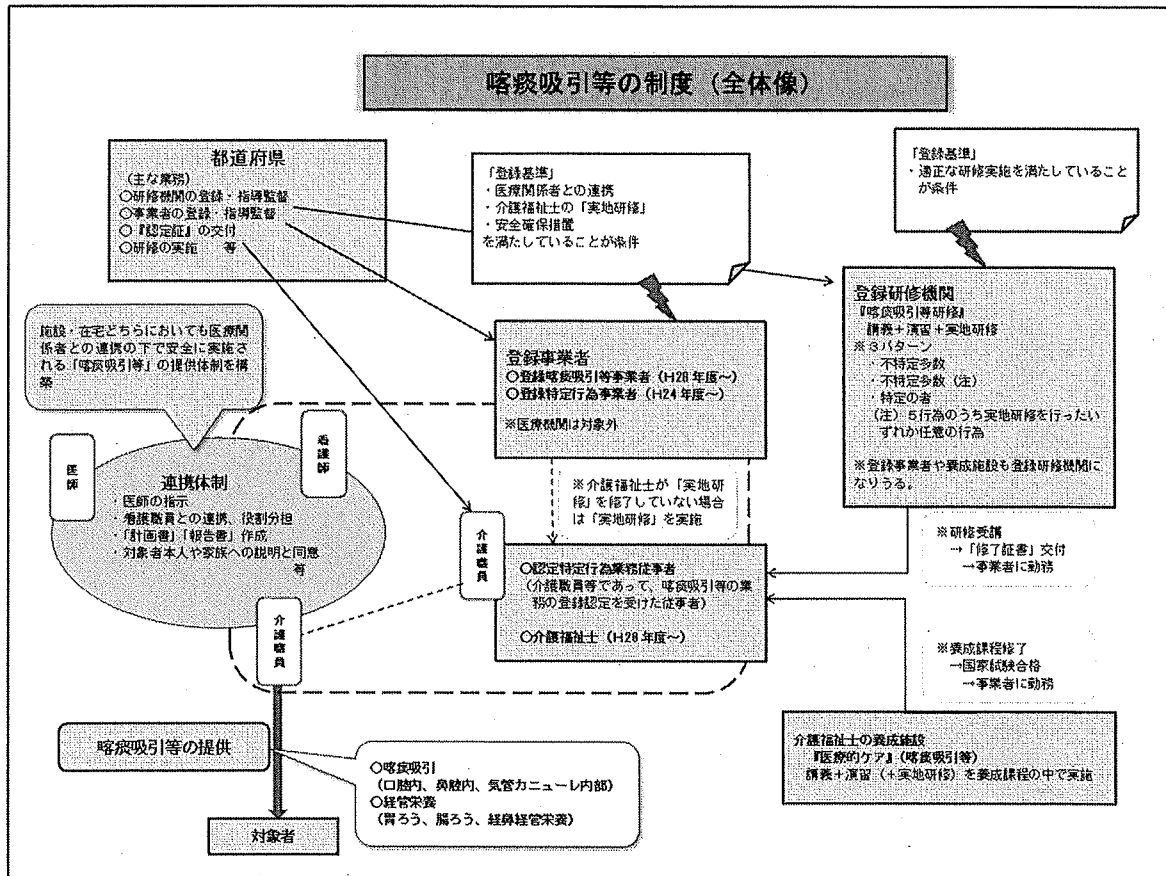 喀痰吸引等の制度（全体像）
都道府県
（主な業務）
○研修機関の登録・指導監督
○事業者の登録・指導監督
○『認定証』の交付
○研修の実施　等
「登録基準」
・医療関係者との連携
・介護福祉士の「実地研修」
・安全確保措置
を満たしていることが条件
「登録基準」
・適正な研修実施を満たしていること
が条件
施設・在宅どちらにおいても医療関
係者との連携の下で安全に実施さ
れる「喀痰吸引等」の提供体制を構
築
登録事業者
○登録喀痰吸引等事業者（H28年度～）
○登録特定行為事業者（H24年度～）
※医療機関は対象外
登録研修機関
『喀痰吸引等研修』
講義＋演習＋実地研修
※３パターン
・不特定多数
・不特定多数（注）
・特定の者
（注）５行為のうち実地研修を行ったい
ずれか任意の行為
※登録事業者や養成施設も登録研修機関に
なりうる。
医師
看護師
連携体制
・医師の指示
・看護職員との連携、役割分担
・「計画書」「報告書」作成
・対象者本人や家族への説明と同意
等
介護職員
※介護福祉士が「実地研
修」を修了していない場合
は「実地研修」を実施
介護職員
○認定特定行為業務従事者
（介護職員等であって、喀痰吸引等の業
務の登録認定を受けた従事者）
○介護福祉士（H28年度～）
※研修受講
→「修了証書」交付
→事業者に勤務
※養成課程修了
→国家試験合格
→事業者に勤務
介護福祉士の養成施設
『医療的ケア』（喀痰吸引等）
講義＋演習（＋実地研修）を養成課程の中で実施
喀痰吸引等の提供
○喀痰吸引
（口腔内、鼻腔内、気管カニューレ内部）
○経管栄養
（胃ろう、腸ろう、経鼻経管栄養）
対象者